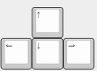 ↑
← ↓ →